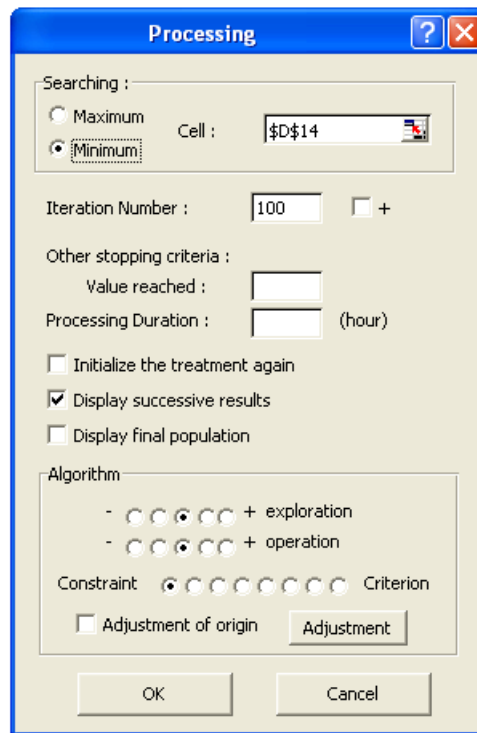 Processing
Searching :
Maximum
Cell :
$D$14
Minimum
Iteration Number :
100
+
Other stopping criteria :
Value reached :
Processing Duration :
(hour)
Initialize the treatment again
Display successive results
Display final population
Algorithm
- + exploration
- + operation
Constraint Criterion
Adjustment of origin
Adjustment
OK
Cancel